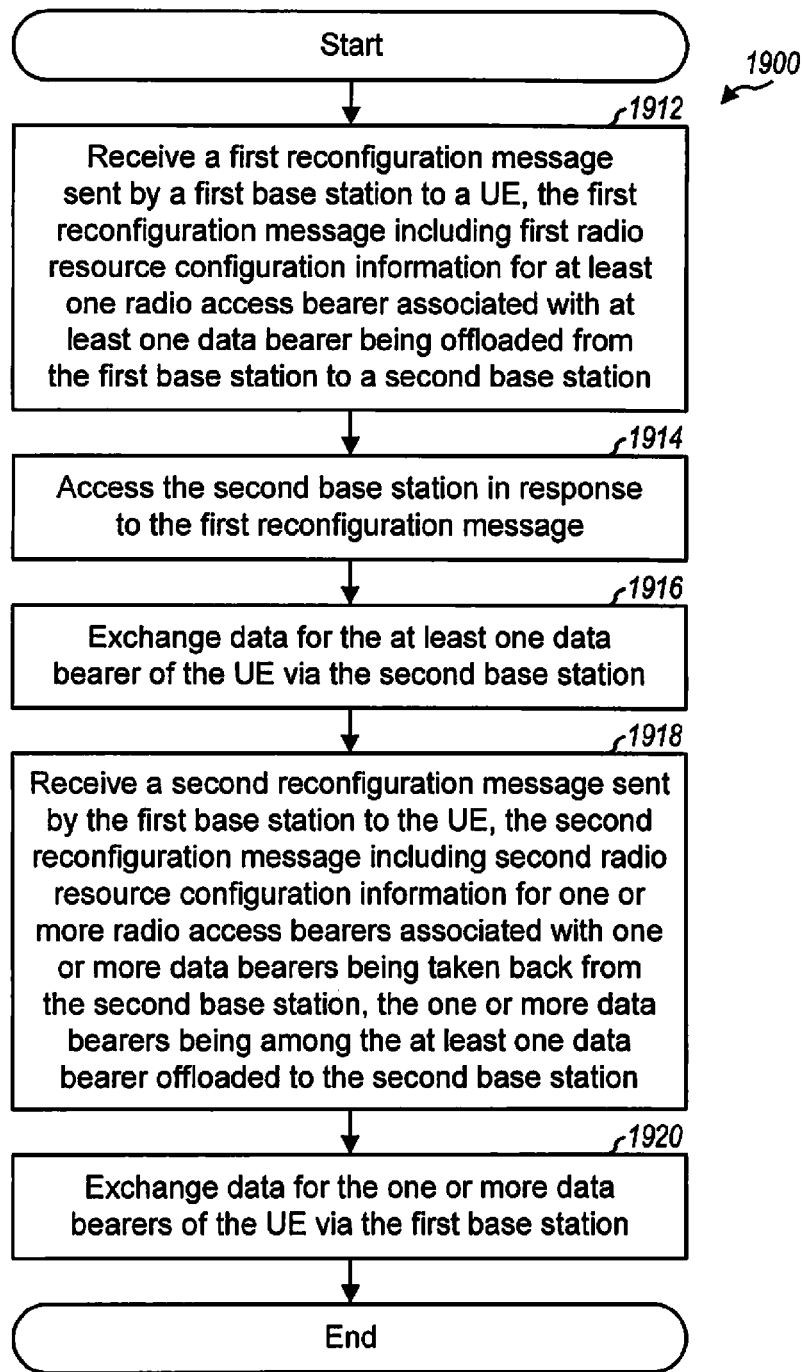 Start
1900
1912
Receive a first reconfiguration message
sent by a first base station to a UE, the first
reconfiguration message including first radio
resource configuration information for at least
one radio access bearer associated with at
least one data bearer being offloaded from
the first base station to a second base station
1914
Access the second base station in response
to the first reconfiguration message
1916
Exchange data for the at least one data
bearer of the UE via the second base station
1918
Receive a second reconfiguration message sent
by the first base station to the UE, the second
reconfiguration message including second radio
resource configuration information for one or
more radio access bearers associated with one
or more data bearers being taken back from
the second base station, the one or more data
bearers being among the at least one data
bearer offloaded to the second base station
1920
Exchange data for the one or more data
bearers of the UE via the first base station
End